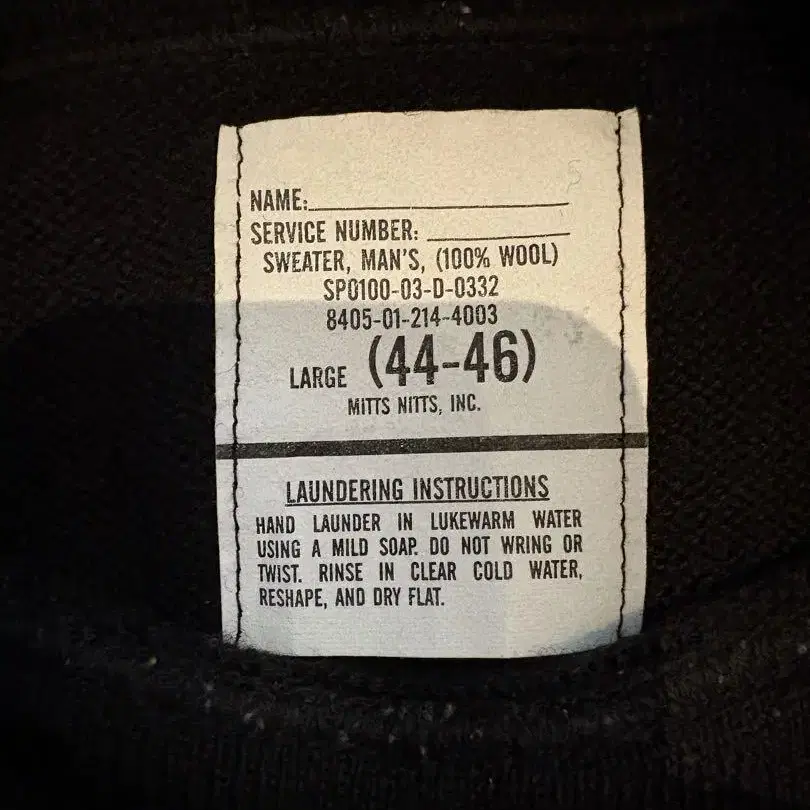 NAME:
SERVICE NUMBER:
SWEATER, MAN'S, (100% WOOL)
SP0100-03-D-0332
8405-01-214-4003
LARGE (44-46)
MITTS NITTS, INC.
LAUNDERING INSTRUCTIONS
HAND LAUNDER IN LUKEWARM WATER
USING A MILD SOAP. DO NOT WRING OR
TWIST. RINSE IN CLEAR COLD WATER,
RESHAPE, AND DRY FLAT.